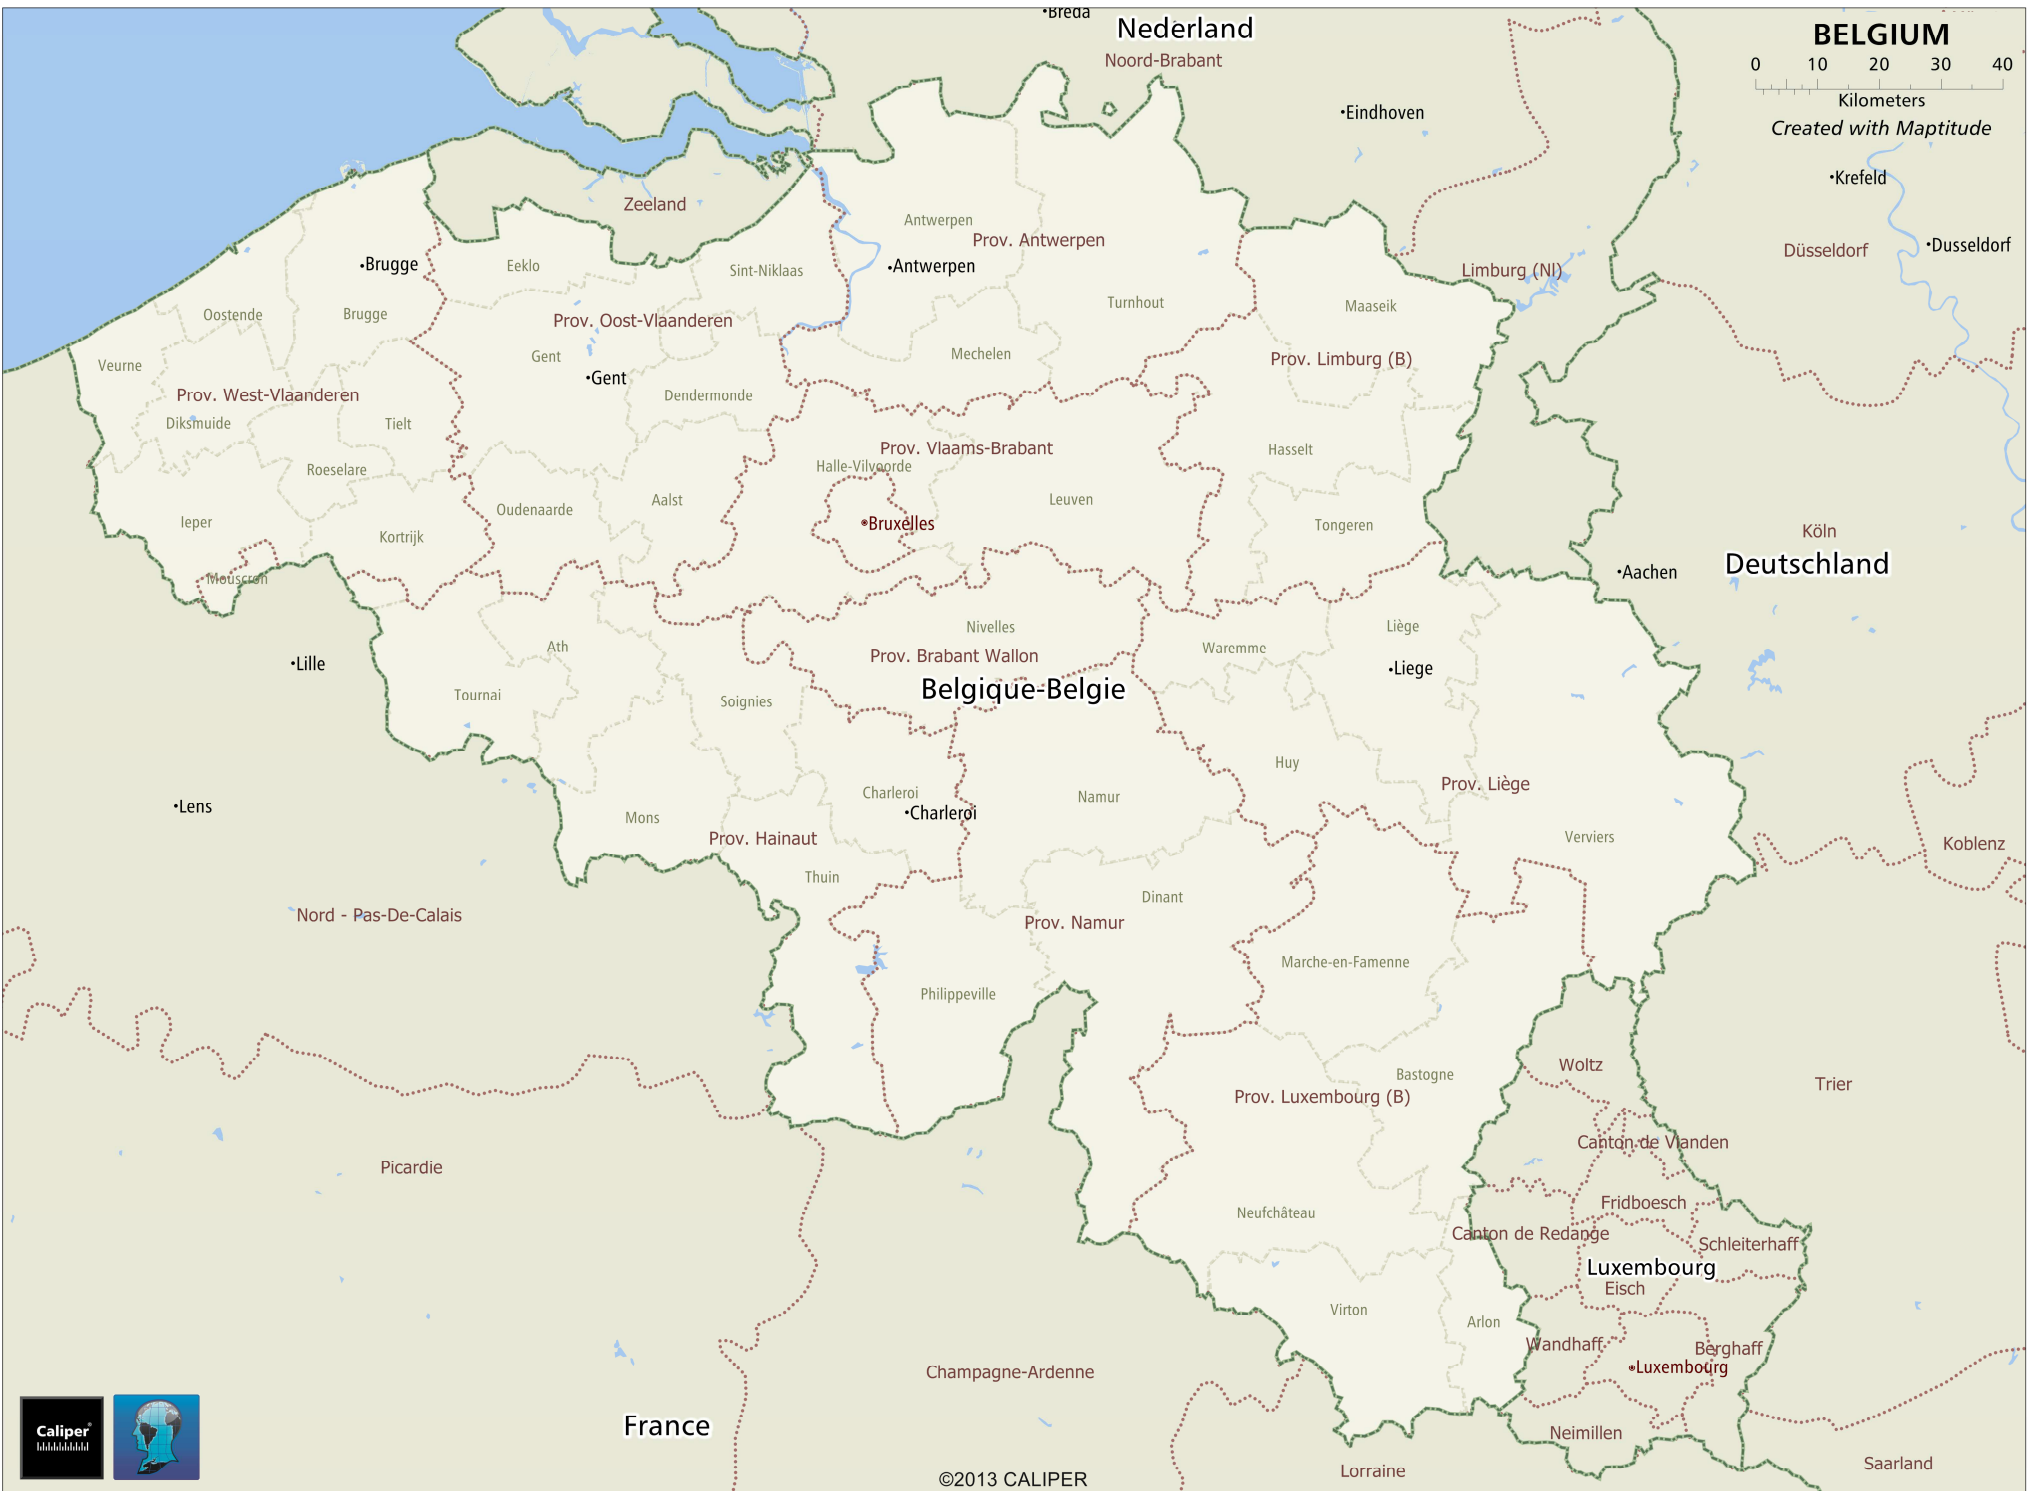 Breda
Nederland
Noord-Brabant
BELGIUM
0 10 20 30 40
Kilometers
Created with Maptitude
Eindhoven
Krefeld
Zeeland
Antwerpen
Prov. Antwerpen
Dusseldorf
Düsseldorf
Brugge
Eeklo
Sint-Niklaas
Antwerpen
Limburg (Nl)
Oostende
Brugge
Prov. Oost-Vlaanderen
Turnhout
Maaseik
Veurne
Gent
Mechelen
Prov. Limburg (B)
Gent
Prov. West-Vlaanderen
Dendermonde
Diksmuide
Tielt
Prov. Vlaams-Brabant
Hasselt
Roeselare
Halle-Vilvoorde
Aalst
Leuven
Oudenaarde
Ieper
Bruxelles
Tongeren
Kortrijk
Köln
Deutschland
Mouscron
Aachen
Nivelles
Liège
Ath
Waremme
Prov. Brabant Wallon
Lille
Liege
Belgique-Belgie
Tournai
Soignies
Huy
Prov. Liège
Lens
Charleroi
Namur
Charleroi
Mons
Prov. Hainaut
Verviers
Koblenz
Thuin
Dinant
Nord - Pas-De-Calais
Prov. Namur
Marche-en-Famenne
Philippeville
Woltz
Bastogne
Trier
Prov. Luxembourg (B)
Canton de Vianden
Picardie
Fridboesch
Neufchâteau
Canton de Redange
Schleiterhaff
Luxembourg
Eisch
Virton
Arlon
Wandhaff
Berghaff
Luxembourg
Champagne-Ardenne
France
Neimillen
Caliper®
Lorraine
Saarland
©2013 CALIPER